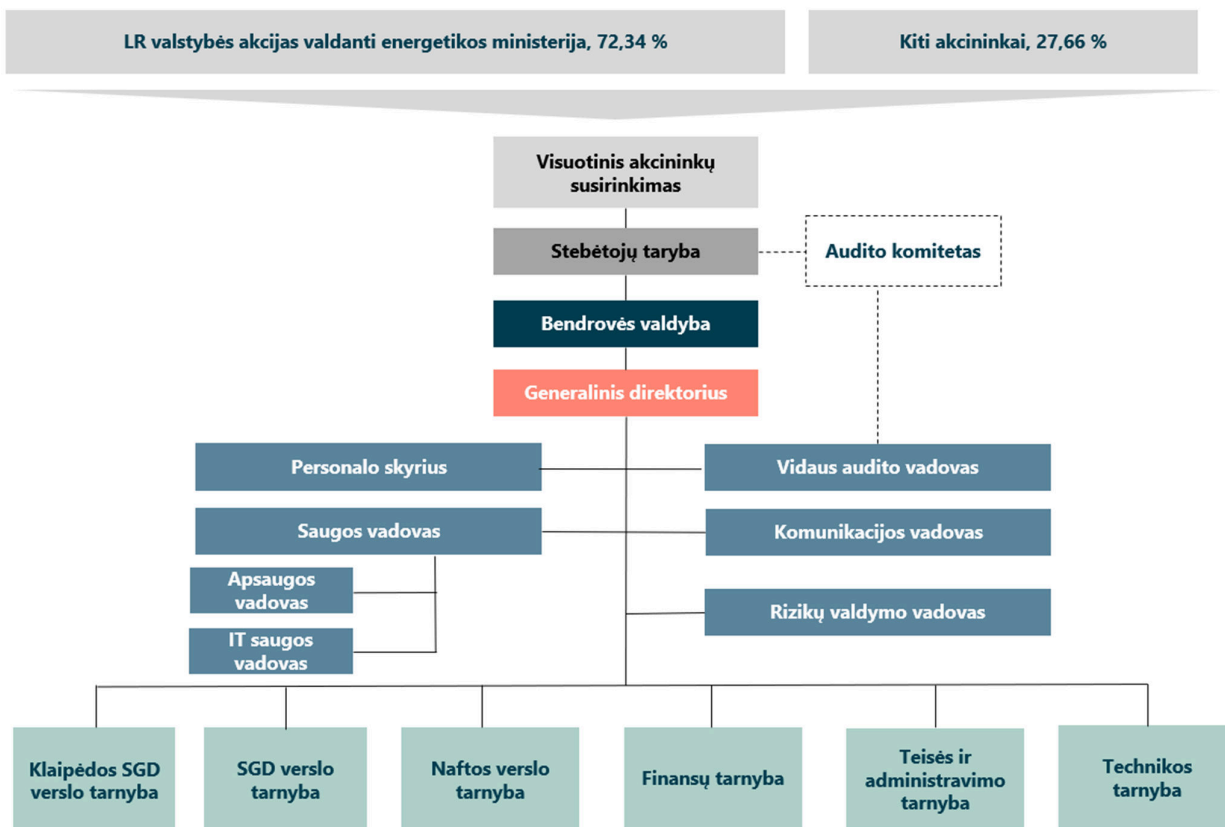 LR valstybės akcijas valdanti energetikos ministerija, 72,34 %
Kiti akcininkai, 27,66 %
Visuotinis akcininkų
susirinkimas
Stebėtojų taryba
Audito komitetas
Bendrovės valdyba
Generalinis direktorius
Personalo skyrius
Vidaus audito vadovas
Saugos vadovas
Komunikacijos vadovas
Apsaugos
vadovas
Rizikų valdymo vadovas
IT saugos
vadovas
Klaipėdos SGD
verslo tarnyba
SGD verslo
tarnyba
Naftos verslo
tarnyba
Finansų tarnyba
Teisės ir
administravimo
tarnyba
Technikos
tarnyba